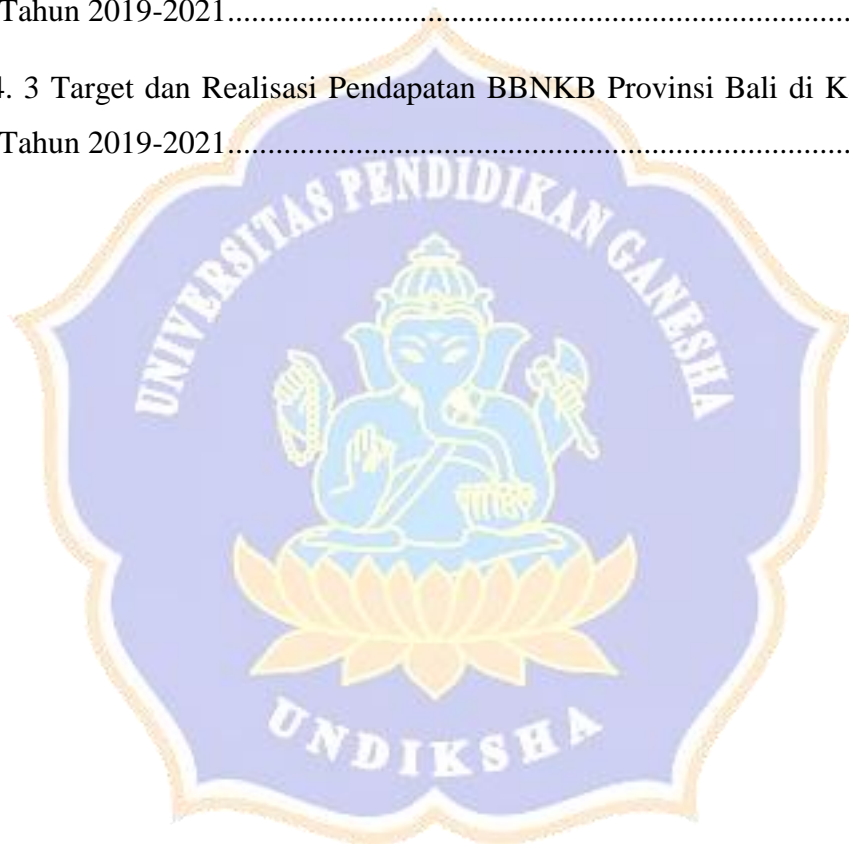 Tahun 2019-2021...............................................................................
4. 3 Target dan Realisasi Pendapatan BBNKB Provinsi Bali di K
Tahun 2019-2021...............................................................................
UNIVERSITAS PENDIDIKAN GANESHA
UNDIKSHA